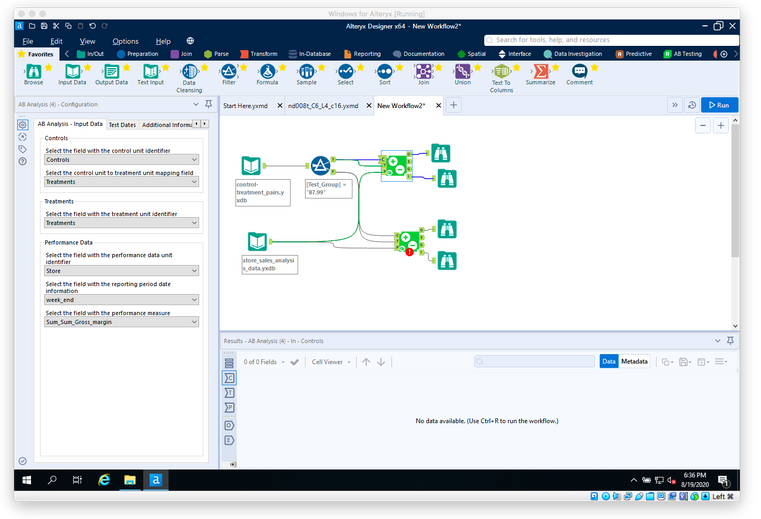 Windows for Alteryx [Running]
Alteryx Designer x64 - New Workflow2*
File Edit View Options Help
Search for tools, help, and resources
Favorites In/Out Preparation Join Parse Transform In-Database Reporting Documentation Spatial Interface Data Investigation Predictive AB Testing
Browse Input Data Output Data Text Input Data Cleansing Filter Formula Sample Select Sort Join Union Text To Columns Summarize Comment
AB Analysis (4) - Configuration
Start Here.yxmd nd008t_C6_L4_c16.yxmd New Workflow2*
Run
AB Analysis - Input Data Test Dates Additional Informa
Controls
Select the field with the control unit identifier
Controls
Select the control unit to treatment unit mapping field
Treatments
Treatments
Select the field with the treatment unit identifier
Treatments
Performance Data
Select the field with the performance data unit
identifier
Store
Select the field with the reporting period date
information
week_end
Select the field with the performance measure
Sum_Sum_Gross_margin
control-
treatment_pairs.y
xdb
[Test_Group] =
"87.99"
store_sales_analysi
s_data.yxdb
Results - AB Analysis (4) - In - Controls
0 of 0 Fields Cell Viewer Data Metadata
No data available. (Use Ctrl+R to run the workflow.)
6:36 PM
8/19/2020
Left ⌘